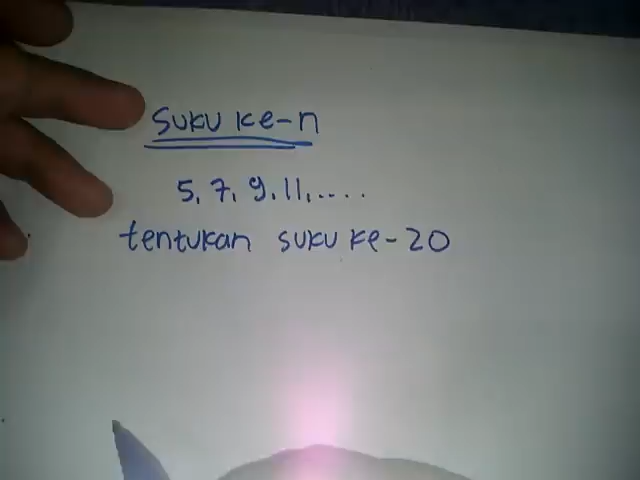 suku ke-n
5, 7, 9, 11, ....
tentukan suku ke-20